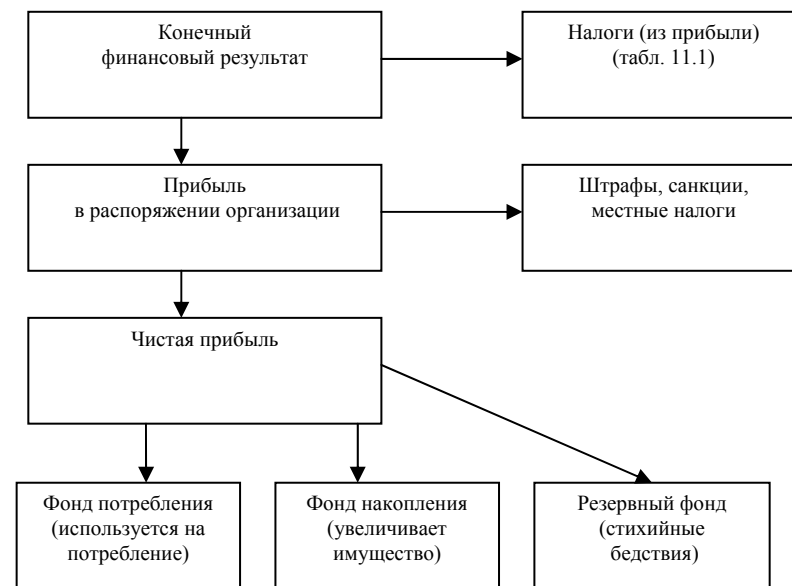 Конечный
финансовый результат
Налоги (из прибыли)
(табл. 11.1)
Прибыль
в распоряжении организации
Штрафы, санкции,
местные налоги
Чистая прибыль
Фонд потребления
(используется на
потребление)
Фонд накопления
(увеличивает
имущество)
Резервный фонд
(стихийные
бедствия)